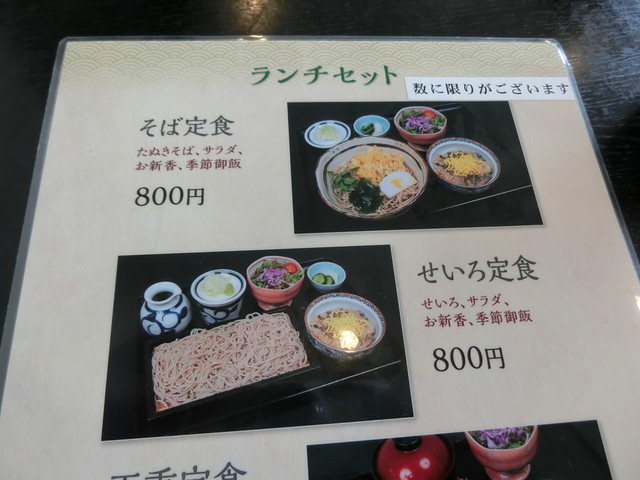 ランチセット
数に限りがございます
そば定食
たぬきそば、サラダ、
お新香、季節御飯
800円
せいろ定食
せいろ、サラダ、
お新香、季節御飯
800円
重定食